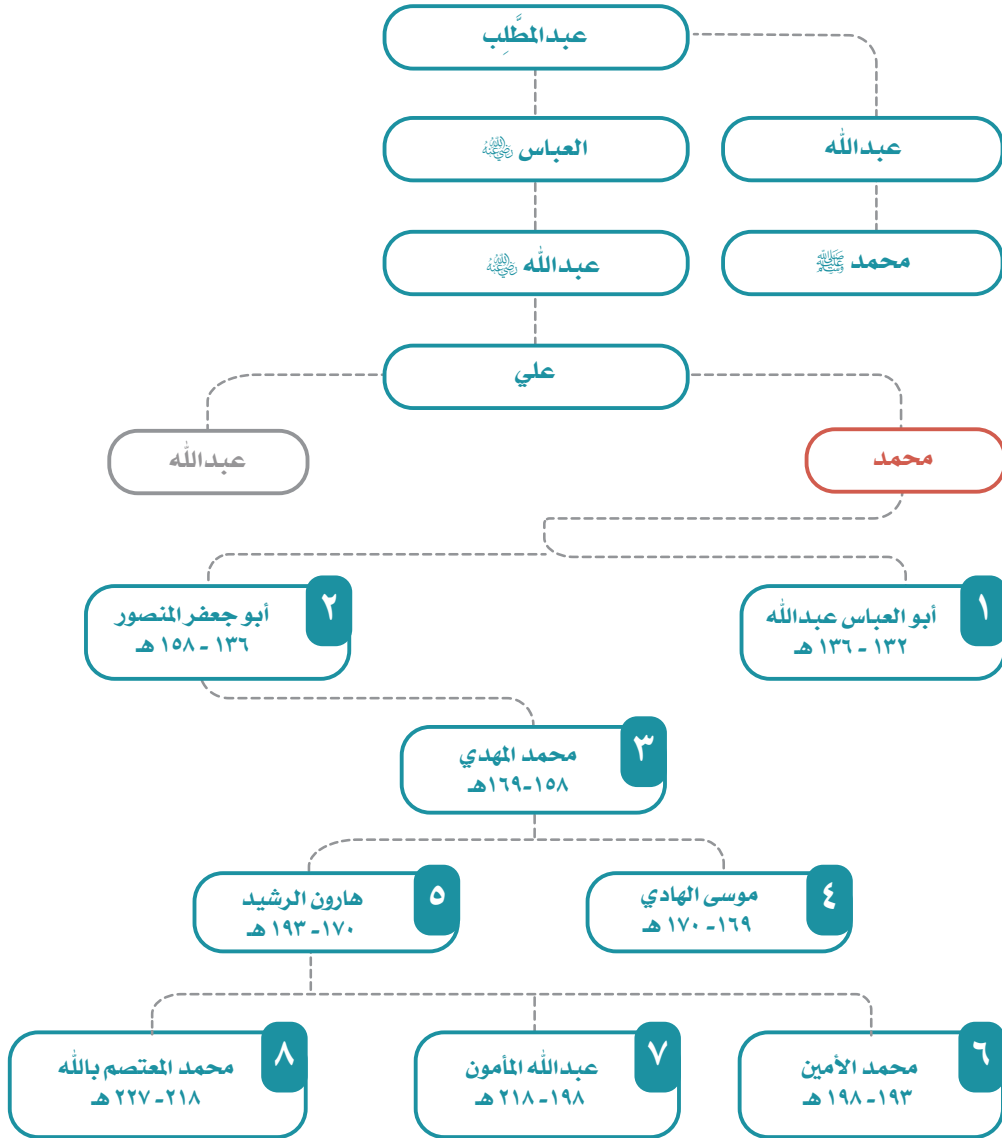 عبدالمطَّلِب
عبدالله
العباس رضي الله عنه
محمد ﷺ
عبدالله رضي الله عنه
علي
محمد
عبدالله
١
أبو العباس عبدالله
١٣٢ - ١٣٦ هـ
٢
أبو جعفر المنصور
١٣٦ - ١٥٨ هـ
٣
محمد المهدي
١٥٨-١٦٩هـ
٤
موسى الهادي
١٦٩- ١٧٠ هـ
٥
هارون الرشيد
١٧٠- ١٩٣ هـ
٦
محمد الأمين
١٩٣-١٩٨ هـ
٧
عبدالله المأمون
١٩٨-٢١٨ هـ
٨
محمد المعتصم بالله
٢١٨-٢٢٧ هـ